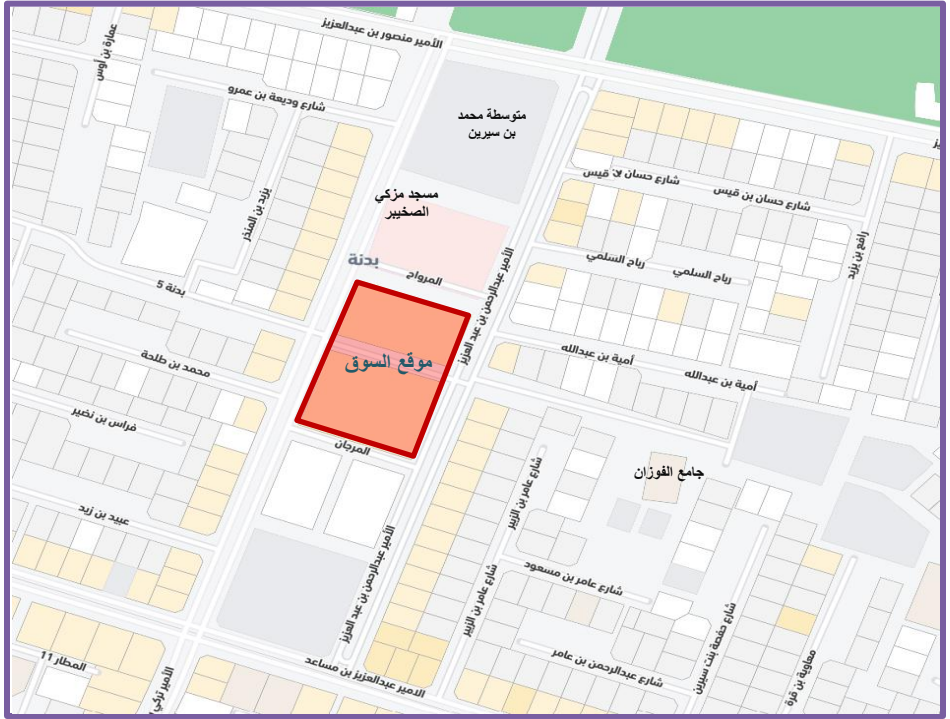 الأمير منصور بن عبدالعزيز
عمارة بن أوس
شارع وديعة بن عمرو
متوسطة محمد
بن سيرين
يزيد بن المنذر
مسجد مزكي
الصخيبر
شارع حسان بن قيس
شارع حسان بن قيس
رافع بن يزيد
بدنة
المرواح
الأمير عبدالرحمن بن عبد العزيز
رباح السلمي
رباح السلمي
بدنة 5
موقع السوق
أمية بن عبدالله
أمية بن عبدالله
محمد بن طلحة
فراس بن نضير
المرجان
جامع الفوزان
شارع عامر بن الزبير
عبيد بن زيد
الأمير عبدالرحمن بن عبد العزيز
شارع عامر بن مسعود
شارع عامر بن الزبير
شارع حفصة بنت سيرين
معاوية بن قرة
شارع عبدالرحمن بن عامر
الامير عبدالعزيز بن مساعد
المطار 11
الأمير تركي